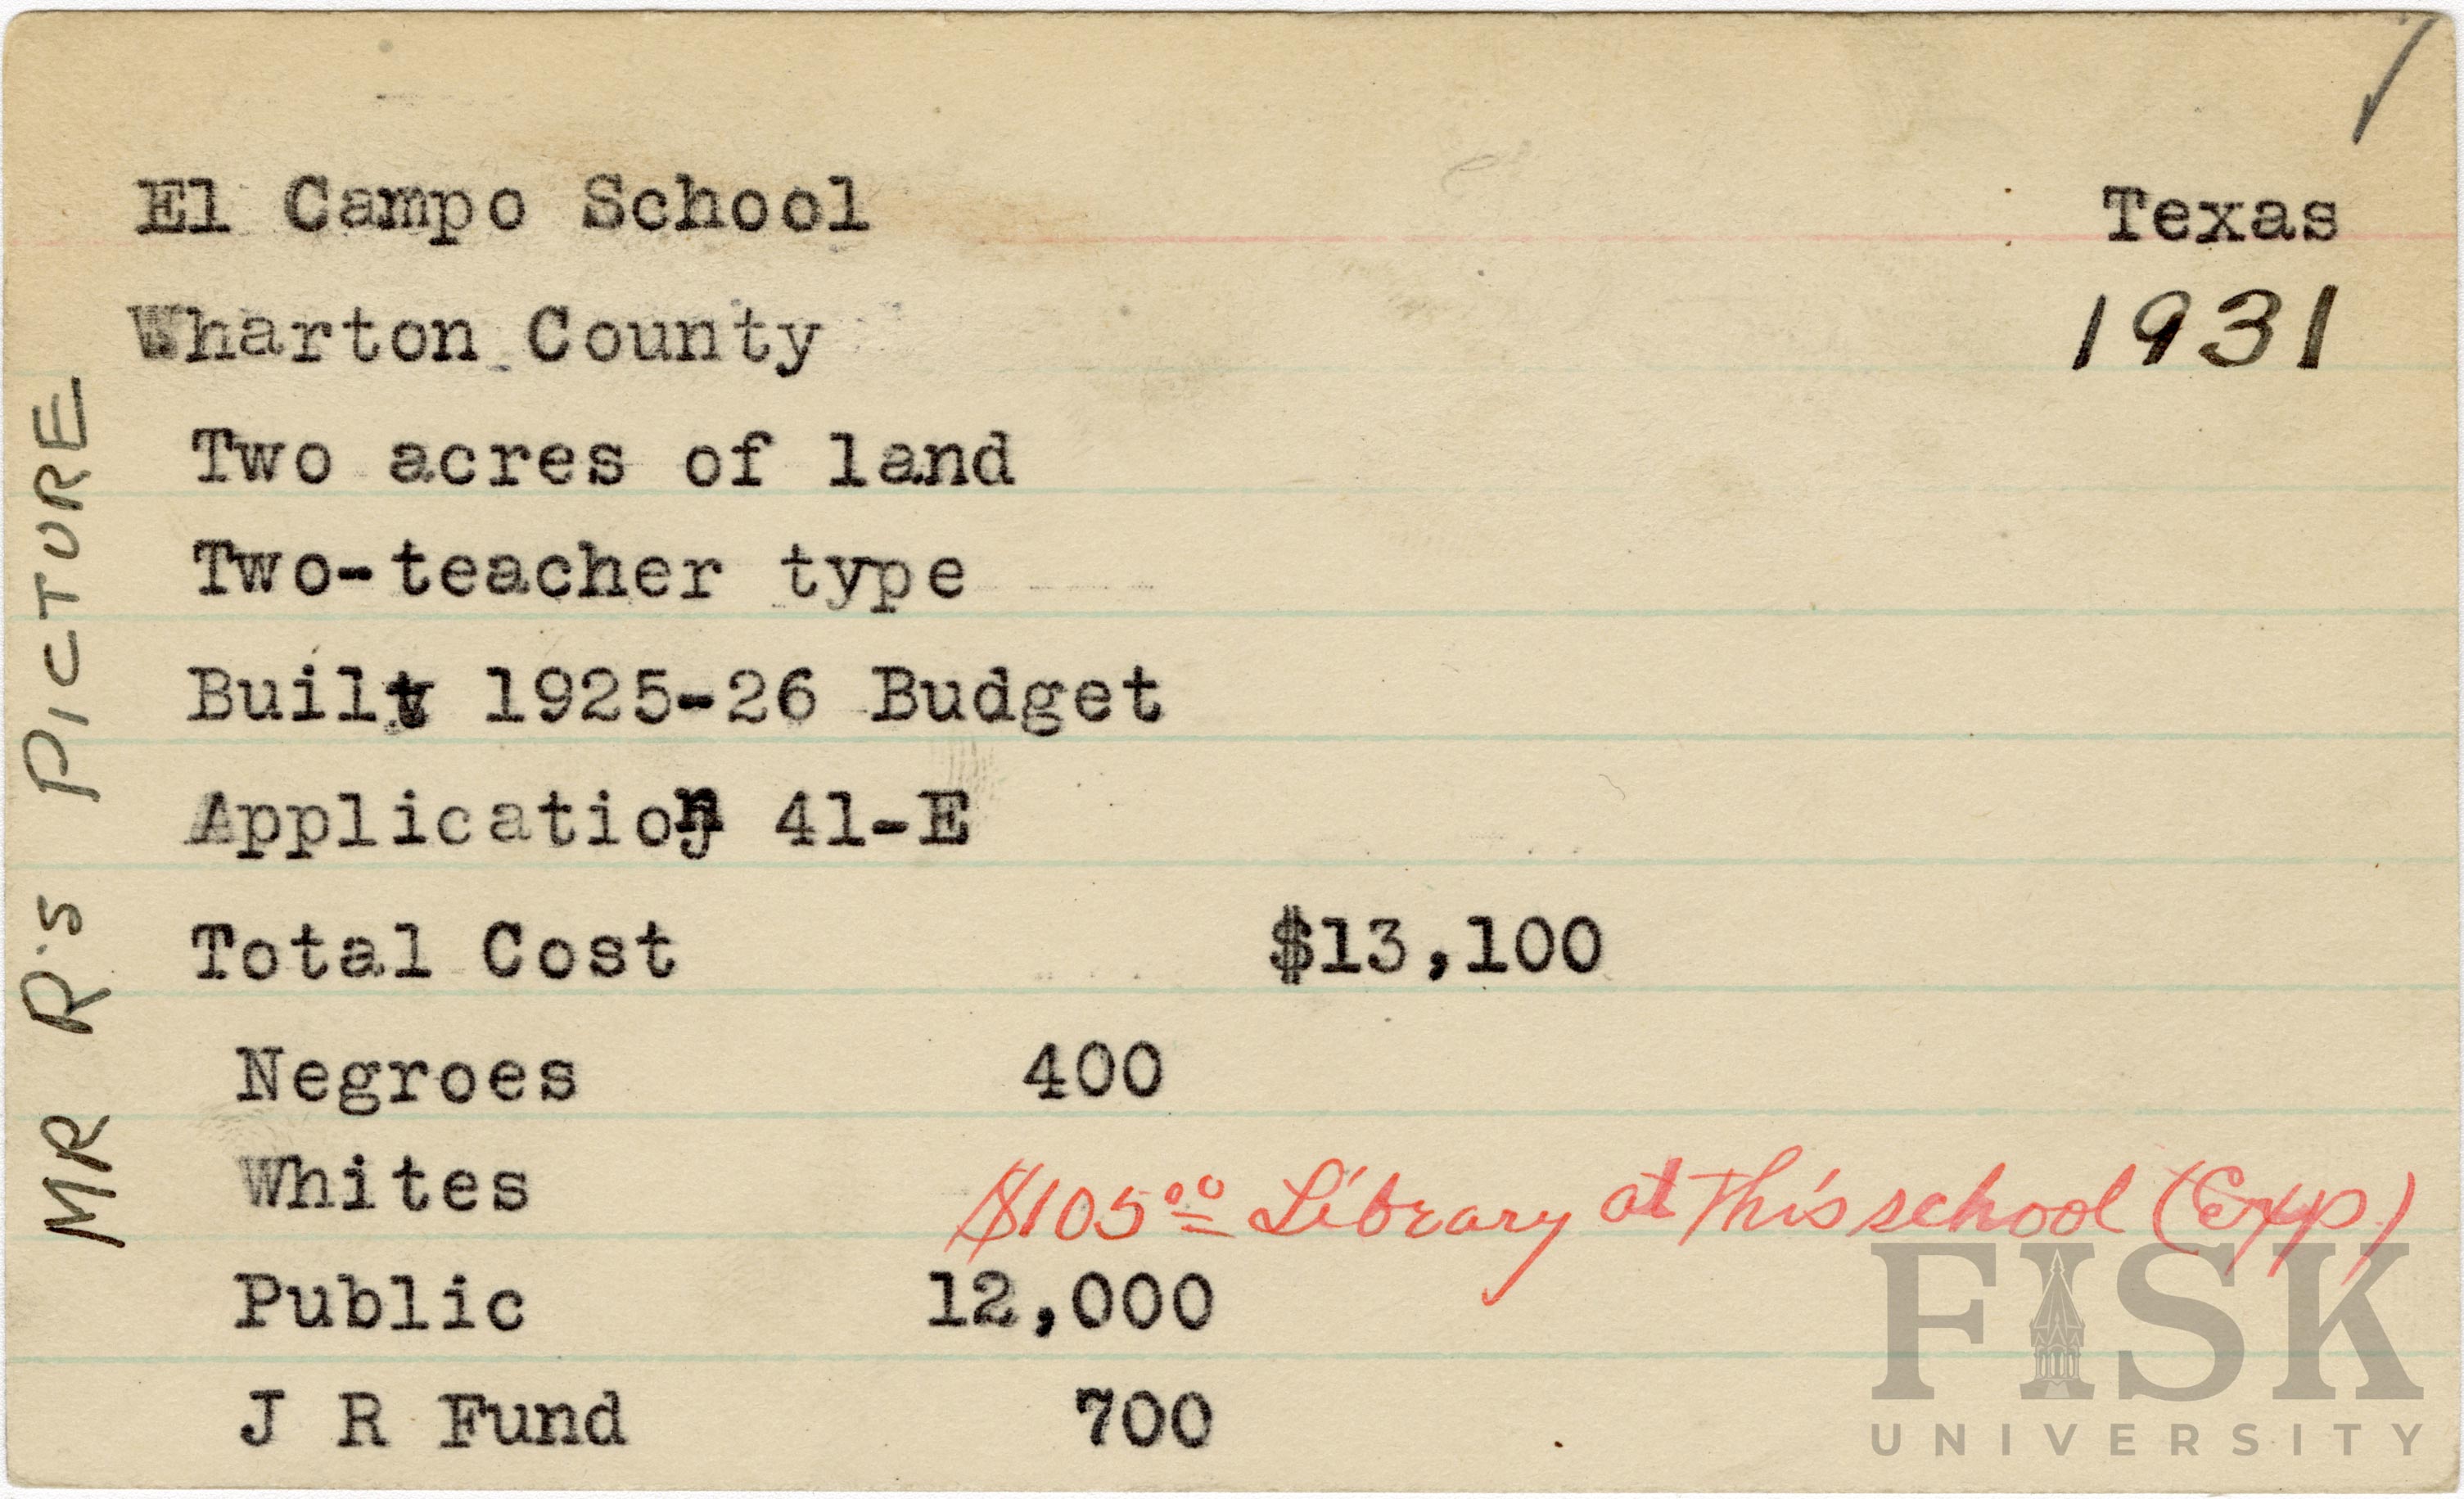 El Campo School Texas
Wharton County 1931
Two acres of land
Two-teacher type
Built 1925-26 Budget
Application 41-E
Total Cost $13,100
Negroes 400
Whites $105.00 Library at this school (Exp)
Public 12,000
J R Fund 700
MR R's PICTURE
FISK
UNIVERSITY